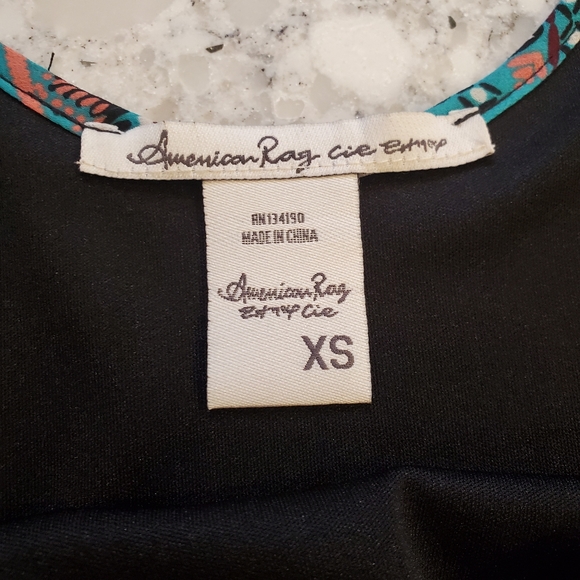 American Rag Cie
RN134190
MADE IN CHINA
American Rag
Cie
XS